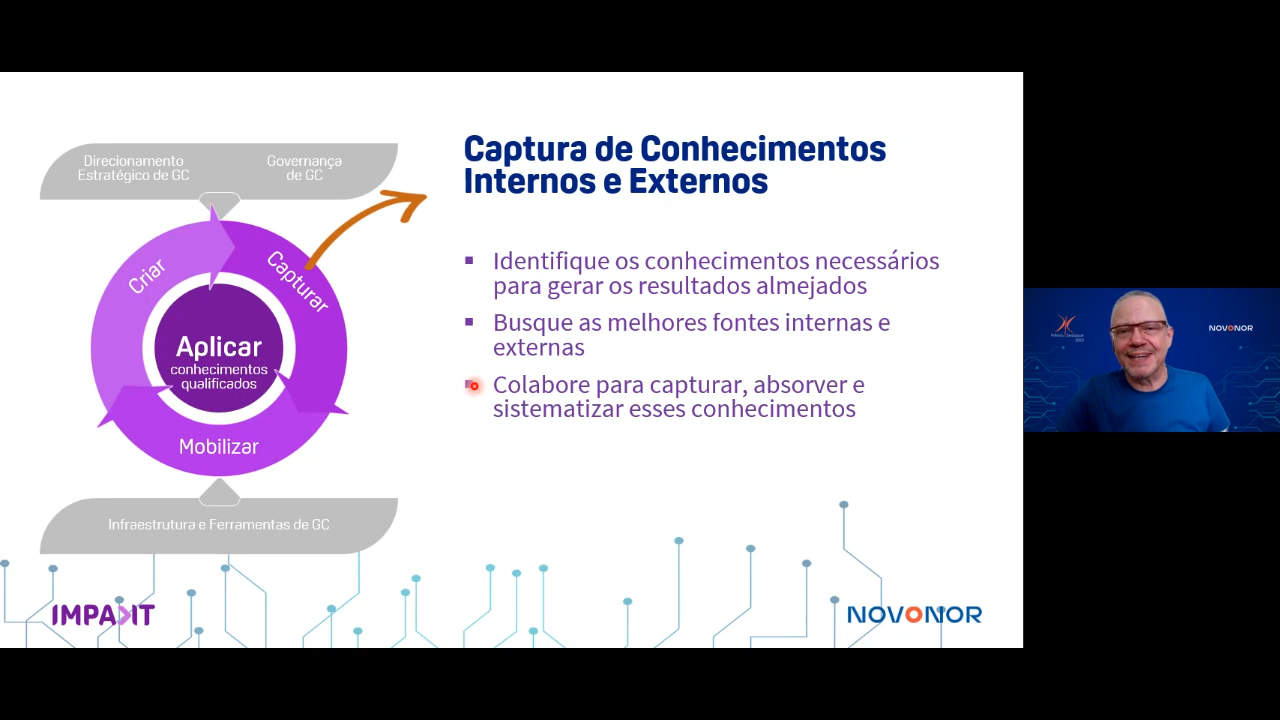 Direcionamento
Estratégico de GC
Governança
de GC
Criar
Capturar
Aplicar
conhecimentos
qualificados
Mobilizar
Infraestrutura e Ferramentas de GC
IMPAKIT
Captura de Conhecimentos
Internos e Externos
Identifique os conhecimentos necessários
para gerar os resultados almejados
Busque as melhores fontes internas e
externas
Colabore para capturar, absorver e
sistematizar esses conhecimentos
NOVONOR
NOVONOR